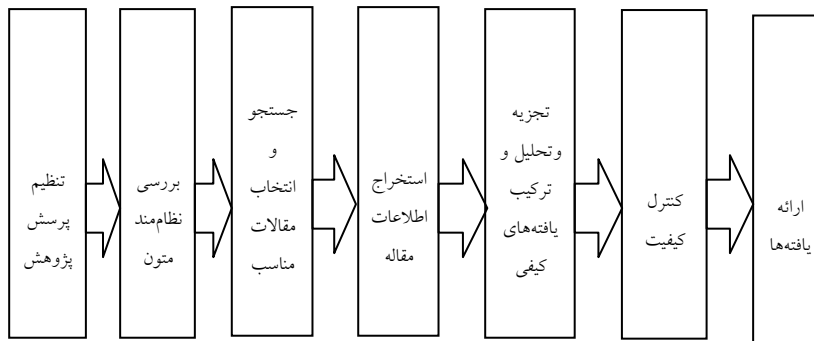 تنظیم
پرسش
پژوهش
بررسی
نظام‌مند
متون
جستجو
و
انتخاب
مقالات
مناسب
استخراج
اطلاعات
مقاله
تجزیه
وتحلیل و
ترکیب
یافته‌های
کیفی
کنترل
کیفیت
ارائه
یافته‌ها